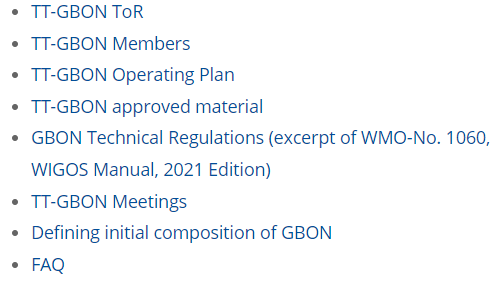 TT-GBON ToR
TT-GBON Members
TT-GBON Operating Plan
TT-GBON approved material
GBON Technical Regulations (excerpt of WMO-No. 1060,
WIGOS Manual, 2021 Edition)
TT-GBON Meetings
Defining initial composition of GBON
FAQ